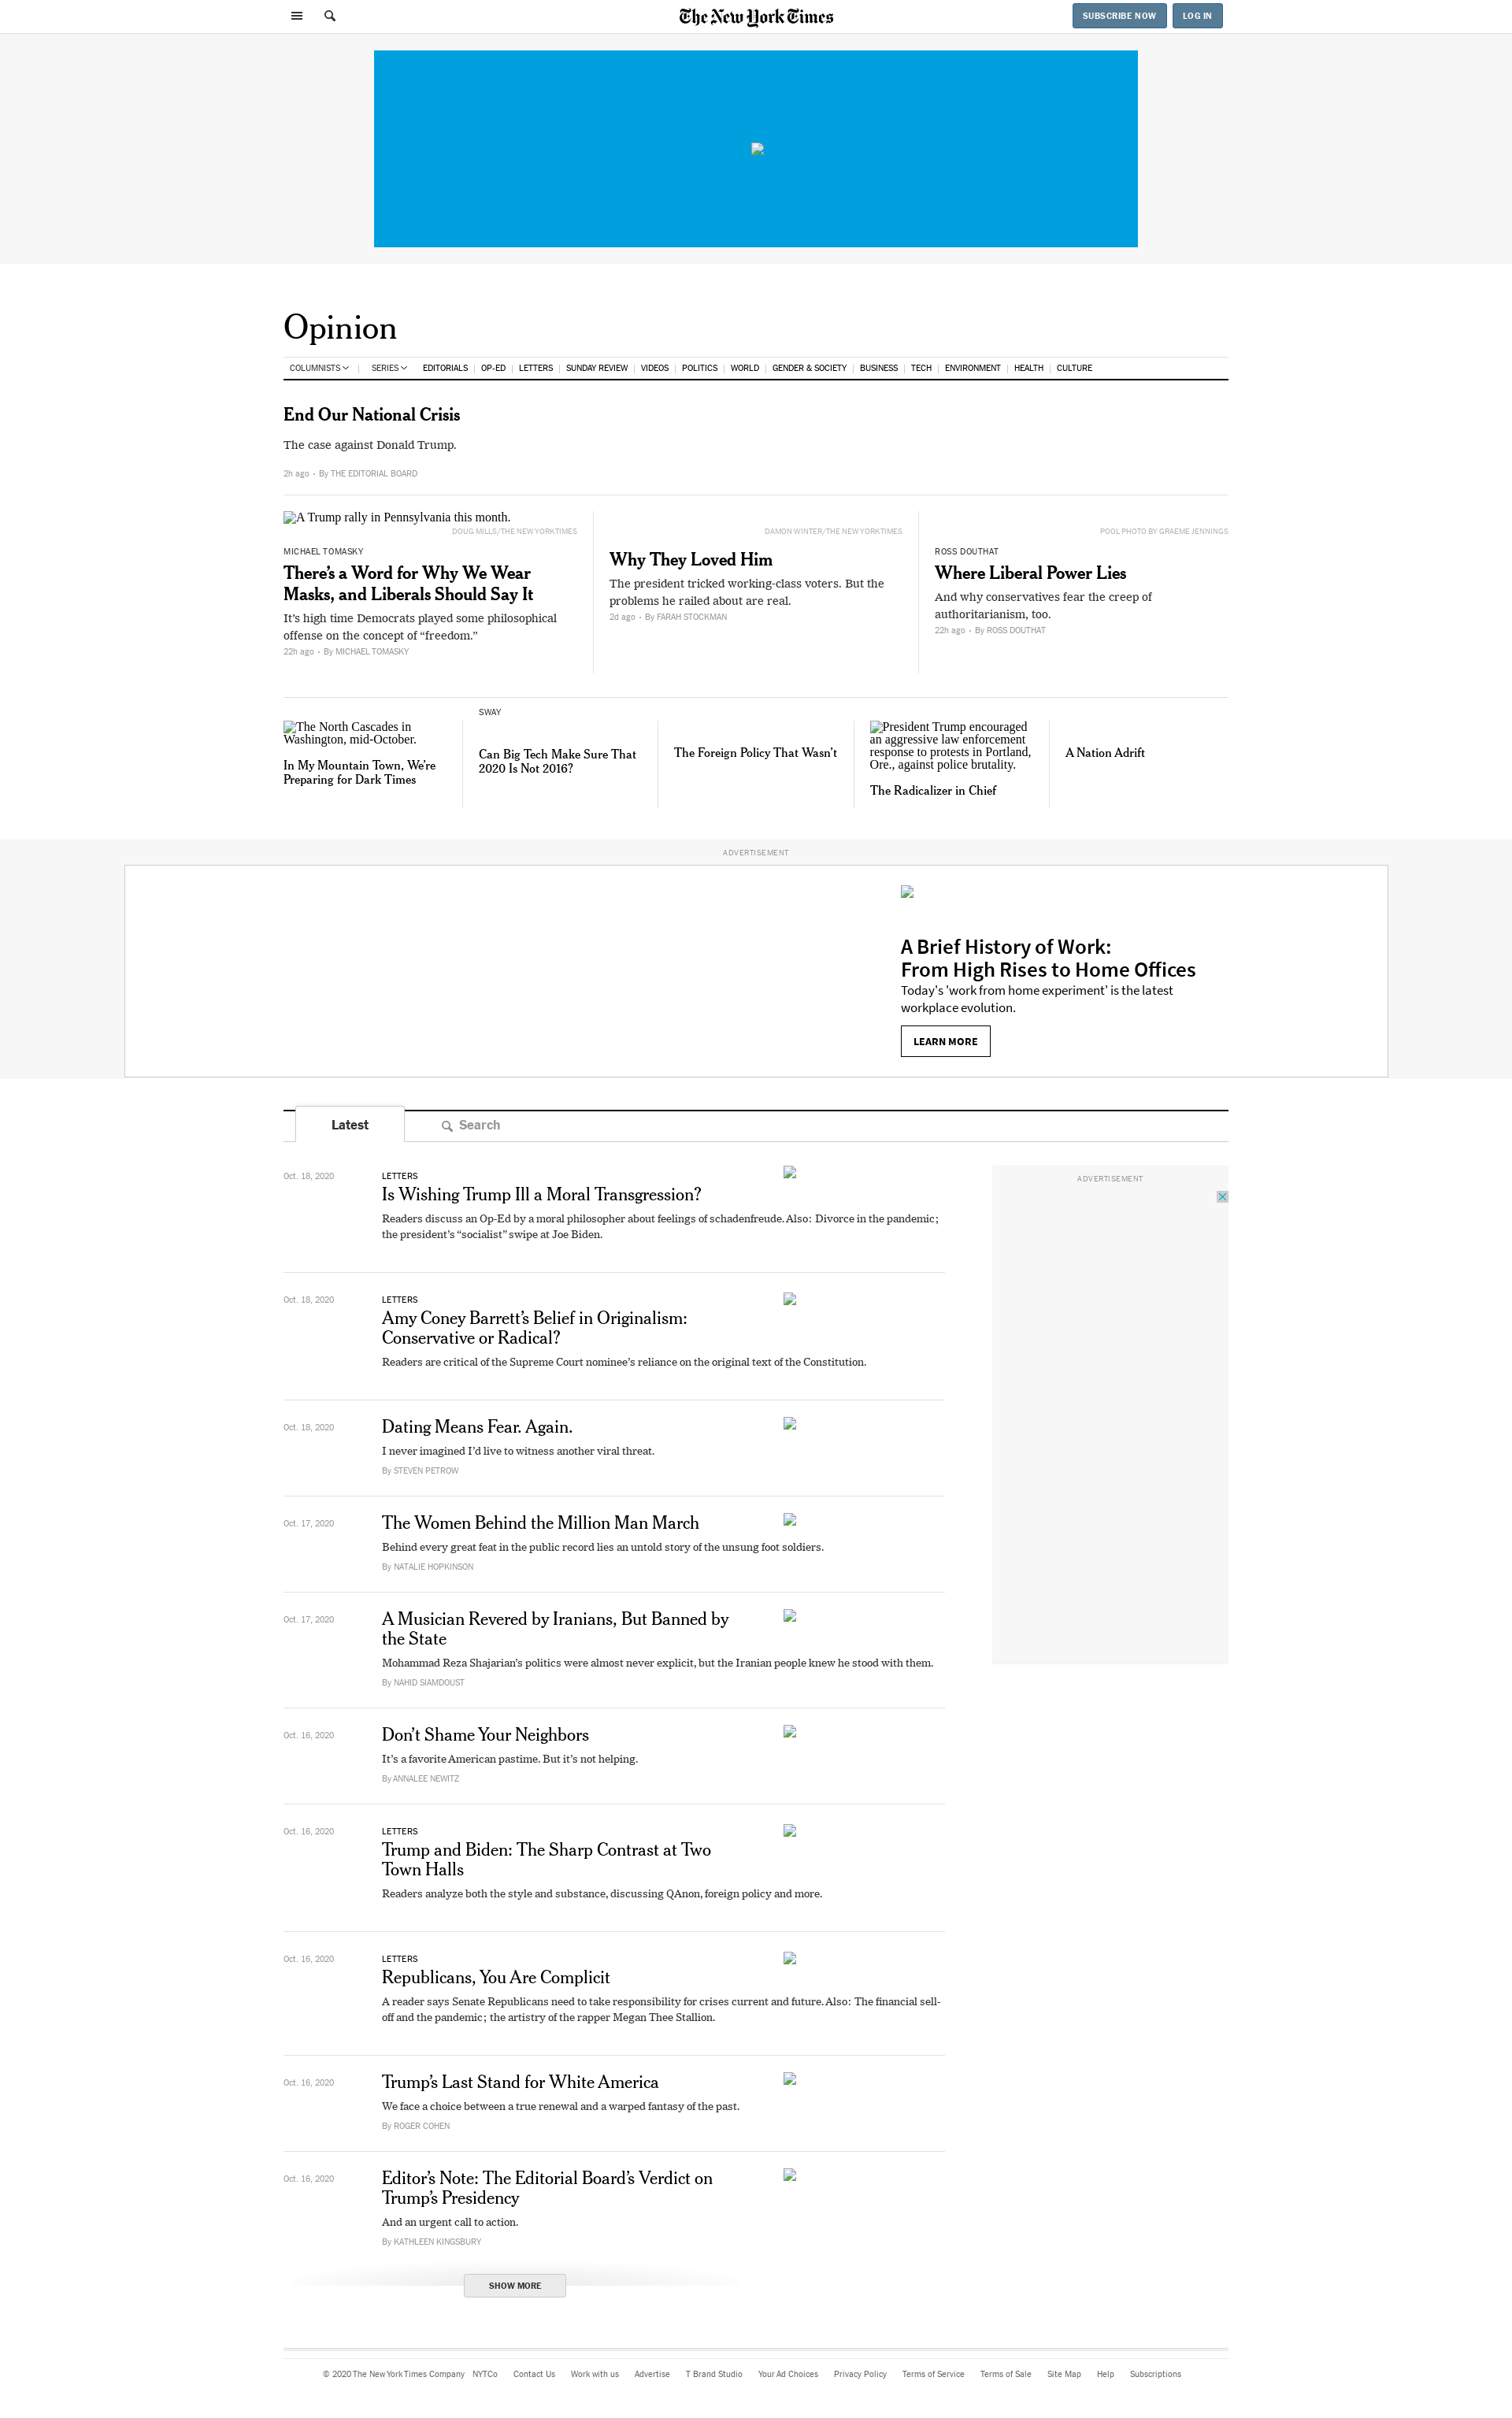 The New York Times
SUBSCRIBE NOW
LOG IN
Opinion
COLUMNISTS
SERIES
EDITORIALS
OP-ED
LETTERS
SUNDAY REVIEW
VIDEOS
POLITICS
WORLD
GENDER & SOCIETY
BUSINESS
TECH
ENVIRONMENT
HEALTH
CULTURE
End Our National Crisis
The case against Donald Trump.
2h ago • By THE EDITORIAL BOARD
A Trump rally in Pennsylvania this month.
DOUG MILLS/THE NEW YORK TIMES
MICHAEL TOMASKY
There’s a Word for Why We Wear
Masks, and Liberals Should Say It
It’s high time Democrats played some philosophical
offense on the concept of “freedom.”
22h ago • By MICHAEL TOMASKY
DAMON WINTER/THE NEW YORK TIMES
Why They Loved Him
The president tricked working-class voters. But the
problems he railed about are real.
2d ago • By FARAH STOCKMAN
POOL PHOTO BY GRAEME JENNINGS
ROSS DOUTHAT
Where Liberal Power Lies
And why conservatives fear the creep of
authoritarianism, too.
22h ago • By ROSS DOUTHAT
The North Cascades in
Washington, mid-October.
In My Mountain Town, We’re
Preparing for Dark Times
SWAY
Can Big Tech Make Sure That
2020 Is Not 2016?
The Foreign Policy That Wasn’t
President Trump encouraged
an aggressive law enforcement
response to protests in Portland,
Ore., against police brutality.
The Radicalizer in Chief
A Nation Adrift
ADVERTISEMENT
A Brief History of Work:
From High Rises to Home Offices
Today's 'work from home experiment' is the latest
workplace evolution.
LEARN MORE
Latest
Search
ADVERTISEMENT
Oct. 18, 2020
LETTERS
Is Wishing Trump Ill a Moral Transgression?
Readers discuss an Op-Ed by a moral philosopher about feelings of schadenfreude. Also: Divorce in the pandemic;
the president’s “socialist” swipe at Joe Biden.
Oct. 18, 2020
LETTERS
Amy Coney Barrett’s Belief in Originalism:
Conservative or Radical?
Readers are critical of the Supreme Court nominee’s reliance on the original text of the Constitution.
Oct. 18, 2020
Dating Means Fear. Again.
I never imagined I’d live to witness another viral threat.
By STEVEN PETROW
Oct. 17, 2020
The Women Behind the Million Man March
Behind every great feat in the public record lies an untold story of the unsung foot soldiers.
By NATALIE HOPKINSON
Oct. 17, 2020
A Musician Revered by Iranians, But Banned by
the State
Mohammad Reza Shajarian’s politics were almost never explicit, but the Iranian people knew he stood with them.
By NAHID SIAMDOUST
Oct. 16, 2020
Don’t Shame Your Neighbors
It’s a favorite American pastime. But it’s not helping.
By ANNALEE NEWITZ
Oct. 16, 2020
LETTERS
Trump and Biden: The Sharp Contrast at Two
Town Halls
Readers analyze both the style and substance, discussing QAnon, foreign policy and more.
Oct. 16, 2020
LETTERS
Republicans, You Are Complicit
A reader says Senate Republicans need to take responsibility for crises current and future. Also: The financial sell-
off and the pandemic; the artistry of the rapper Megan Thee Stallion.
Oct. 16, 2020
Trump’s Last Stand for White America
We face a choice between a true renewal and a warped fantasy of the past.
By ROGER COHEN
Oct. 16, 2020
Editor’s Note: The Editorial Board’s Verdict on
Trump’s Presidency
And an urgent call to action.
By KATHLEEN KINGSBURY
SHOW MORE
© 2020 The New York Times Company NYTCo Contact Us Work with us Advertise T Brand Studio Your Ad Choices Privacy Policy Terms of Service Terms of Sale Site Map Help Subscriptions